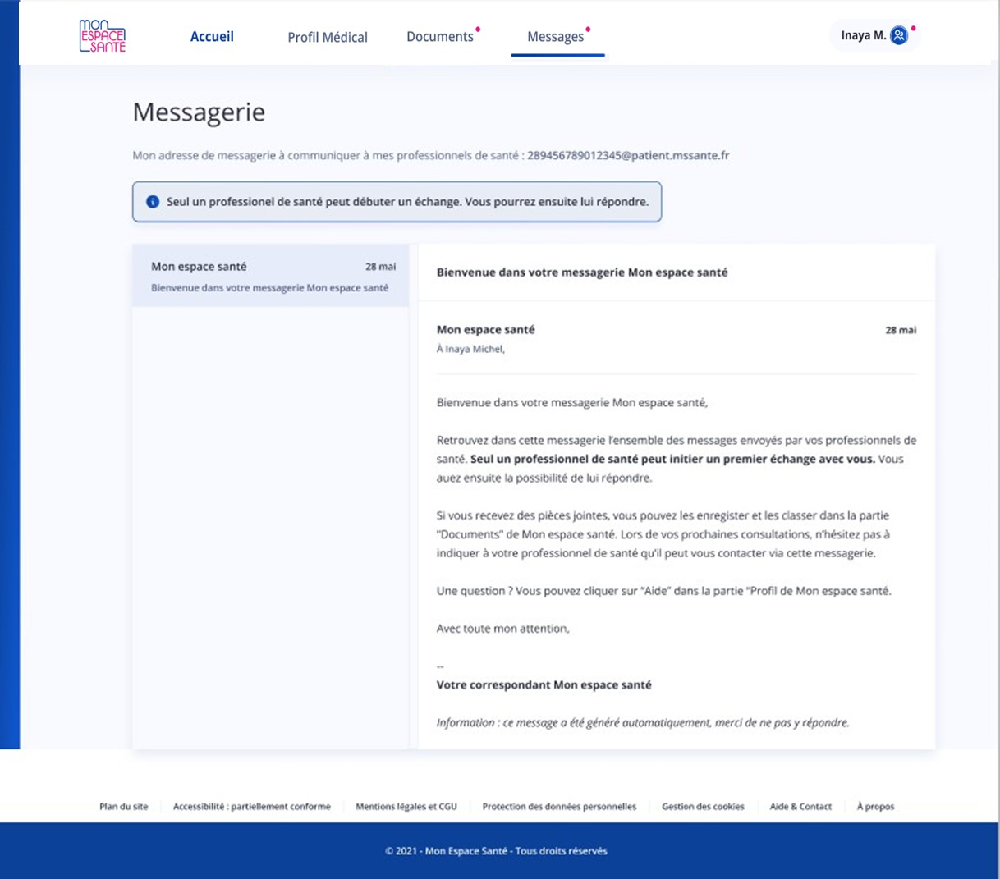 MON
ESPACE
SANTÉ
Accueil
Profil Médical
Documents
Messages
Inaya M.
Messagerie
Mon adresse de messagerie à communiquer à mes professionnels de santé : 289456789012345@patient.mssante.fr
Seul un professionel de santé peut débuter un échange. Vous pourrez ensuite lui répondre.
Mon espace santé
28 mai
Bienvenue dans votre messagerie Mon espace santé
Bienvenue dans votre messagerie Mon espace santé
Mon espace santé
28 mai
À Inaya Michel,
Bienvenue dans votre messagerie Mon espace santé,
Retrouvez dans cette messagerie l'ensemble des messages envoyés par vos professionnels de
santé. Seul un professionnel de santé peut initier un premier échange avec vous. Vous
auez ensuite la possibilité de lui répondre.
Si vous recevez des pièces jointes, vous pouvez les enregister et les classer dans la partie
"Documents" de Mon espace santé. Lors de vos prochaines consultations, n'hésitez pas à
indiquer à votre professionnel de santé qu'il peut vous contacter via cette messagerie.
Une question ? Vous pouvez cliquer sur "Aide" dans la partie "Profil de Mon espace santé.
Avec toute mon attention,
--
Votre correspondant Mon espace santé
Information : ce message a été généré automatiquement, merci de ne pas y répondre.
Plan du site
Accessibilité : partiellement conforme
Mentions légales et CGU
Protection des données personnelles
Gestion des cookies
Aide & Contact
À propos
© 2021 - Mon Espace Santé - Tous droits réservés